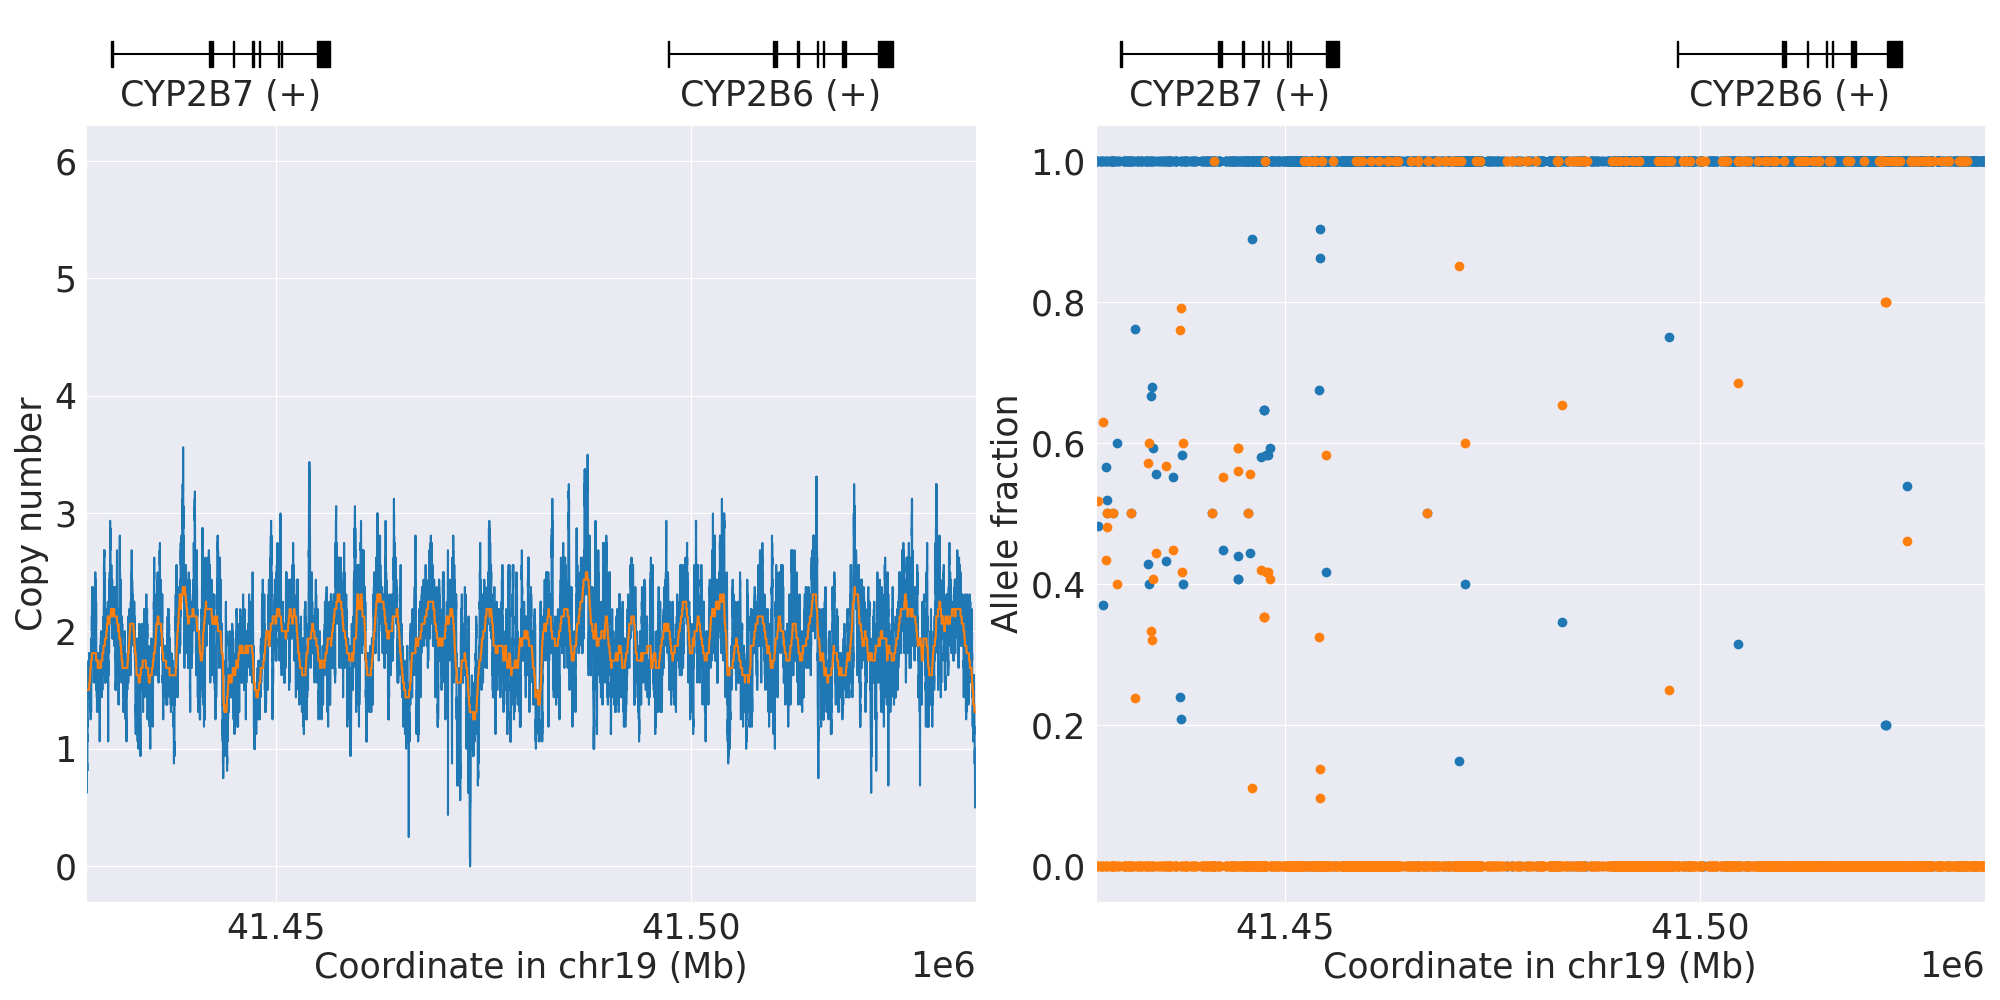 CYP2B7 (+) CYP2B6 (+)
6
5
4
3
2
1
0
Copy number
41.45 41.50
Coordinate in chr19 (Mb) 1e6
CYP2B7 (+) CYP2B6 (+)
1.0
0.8
0.6
0.4
0.2
0.0
Allele fraction
41.45 41.50
Coordinate in chr19 (Mb) 1e6